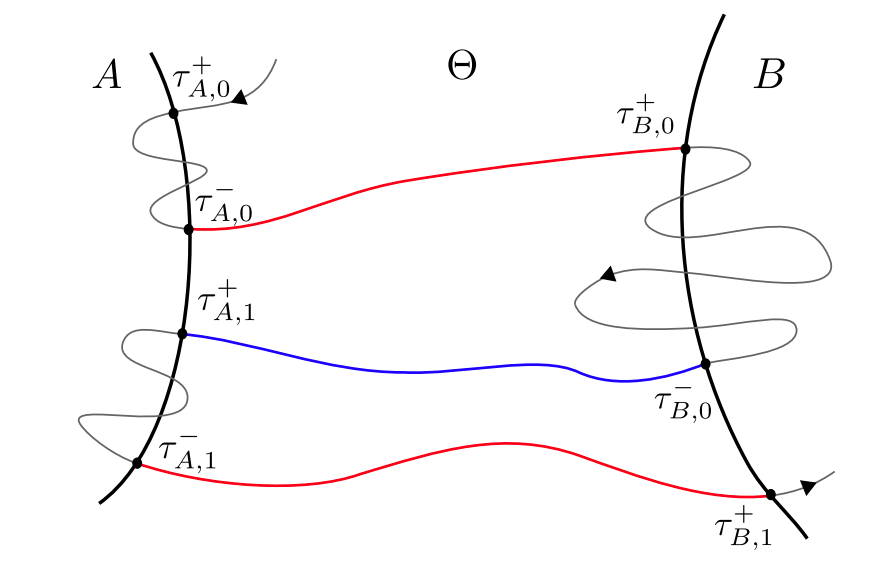 A
Θ
B
τ⁺_{A,0}
τ⁺_{B,0}
τ⁻_{A,0}
τ⁺_{A,1}
τ⁻_{B,0}
τ⁻_{A,1}
τ⁺_{B,1}